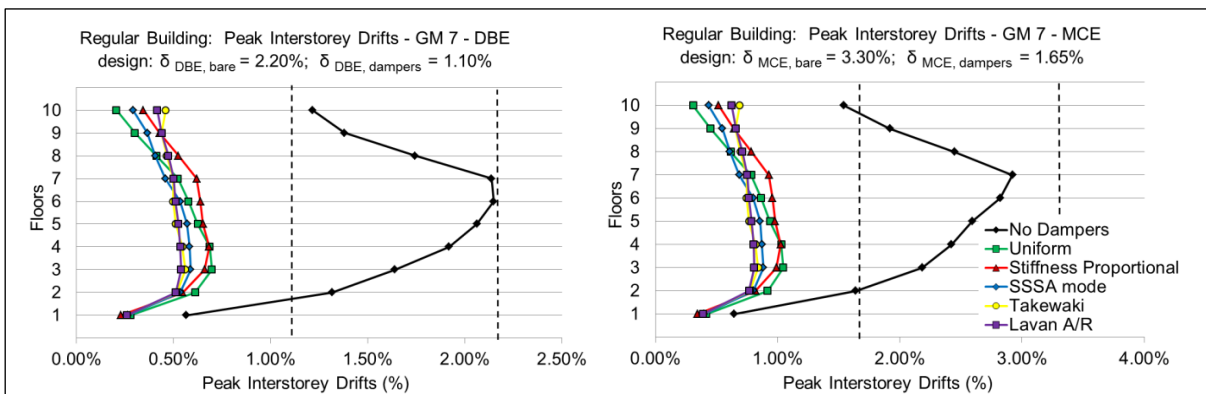 Regular Building: Peak Interstorey Drifts - GM 7 - DBE
design: δ DBE, bare = 2.20%; δ DBE, dampers = 1.10%
10
9
8
7
6
5
4
3
2
1
Floors
0.00% 0.50% 1.00% 1.50% 2.00% 2.50%
Peak Interstorey Drifts (%)
Regular Building: Peak Interstorey Drifts - GM 7 - MCE
design: δ MCE, bare = 3.30%; δ MCE, dampers = 1.65%
10
9
8
7
6
5
4
3
2
1
Floors
No Dampers
Uniform
Stiffness Proportional
SSSA mode
Takewaki
Lavan A/R
0.00% 1.00% 2.00% 3.00% 4.00%
Peak Interstorey Drifts (%)